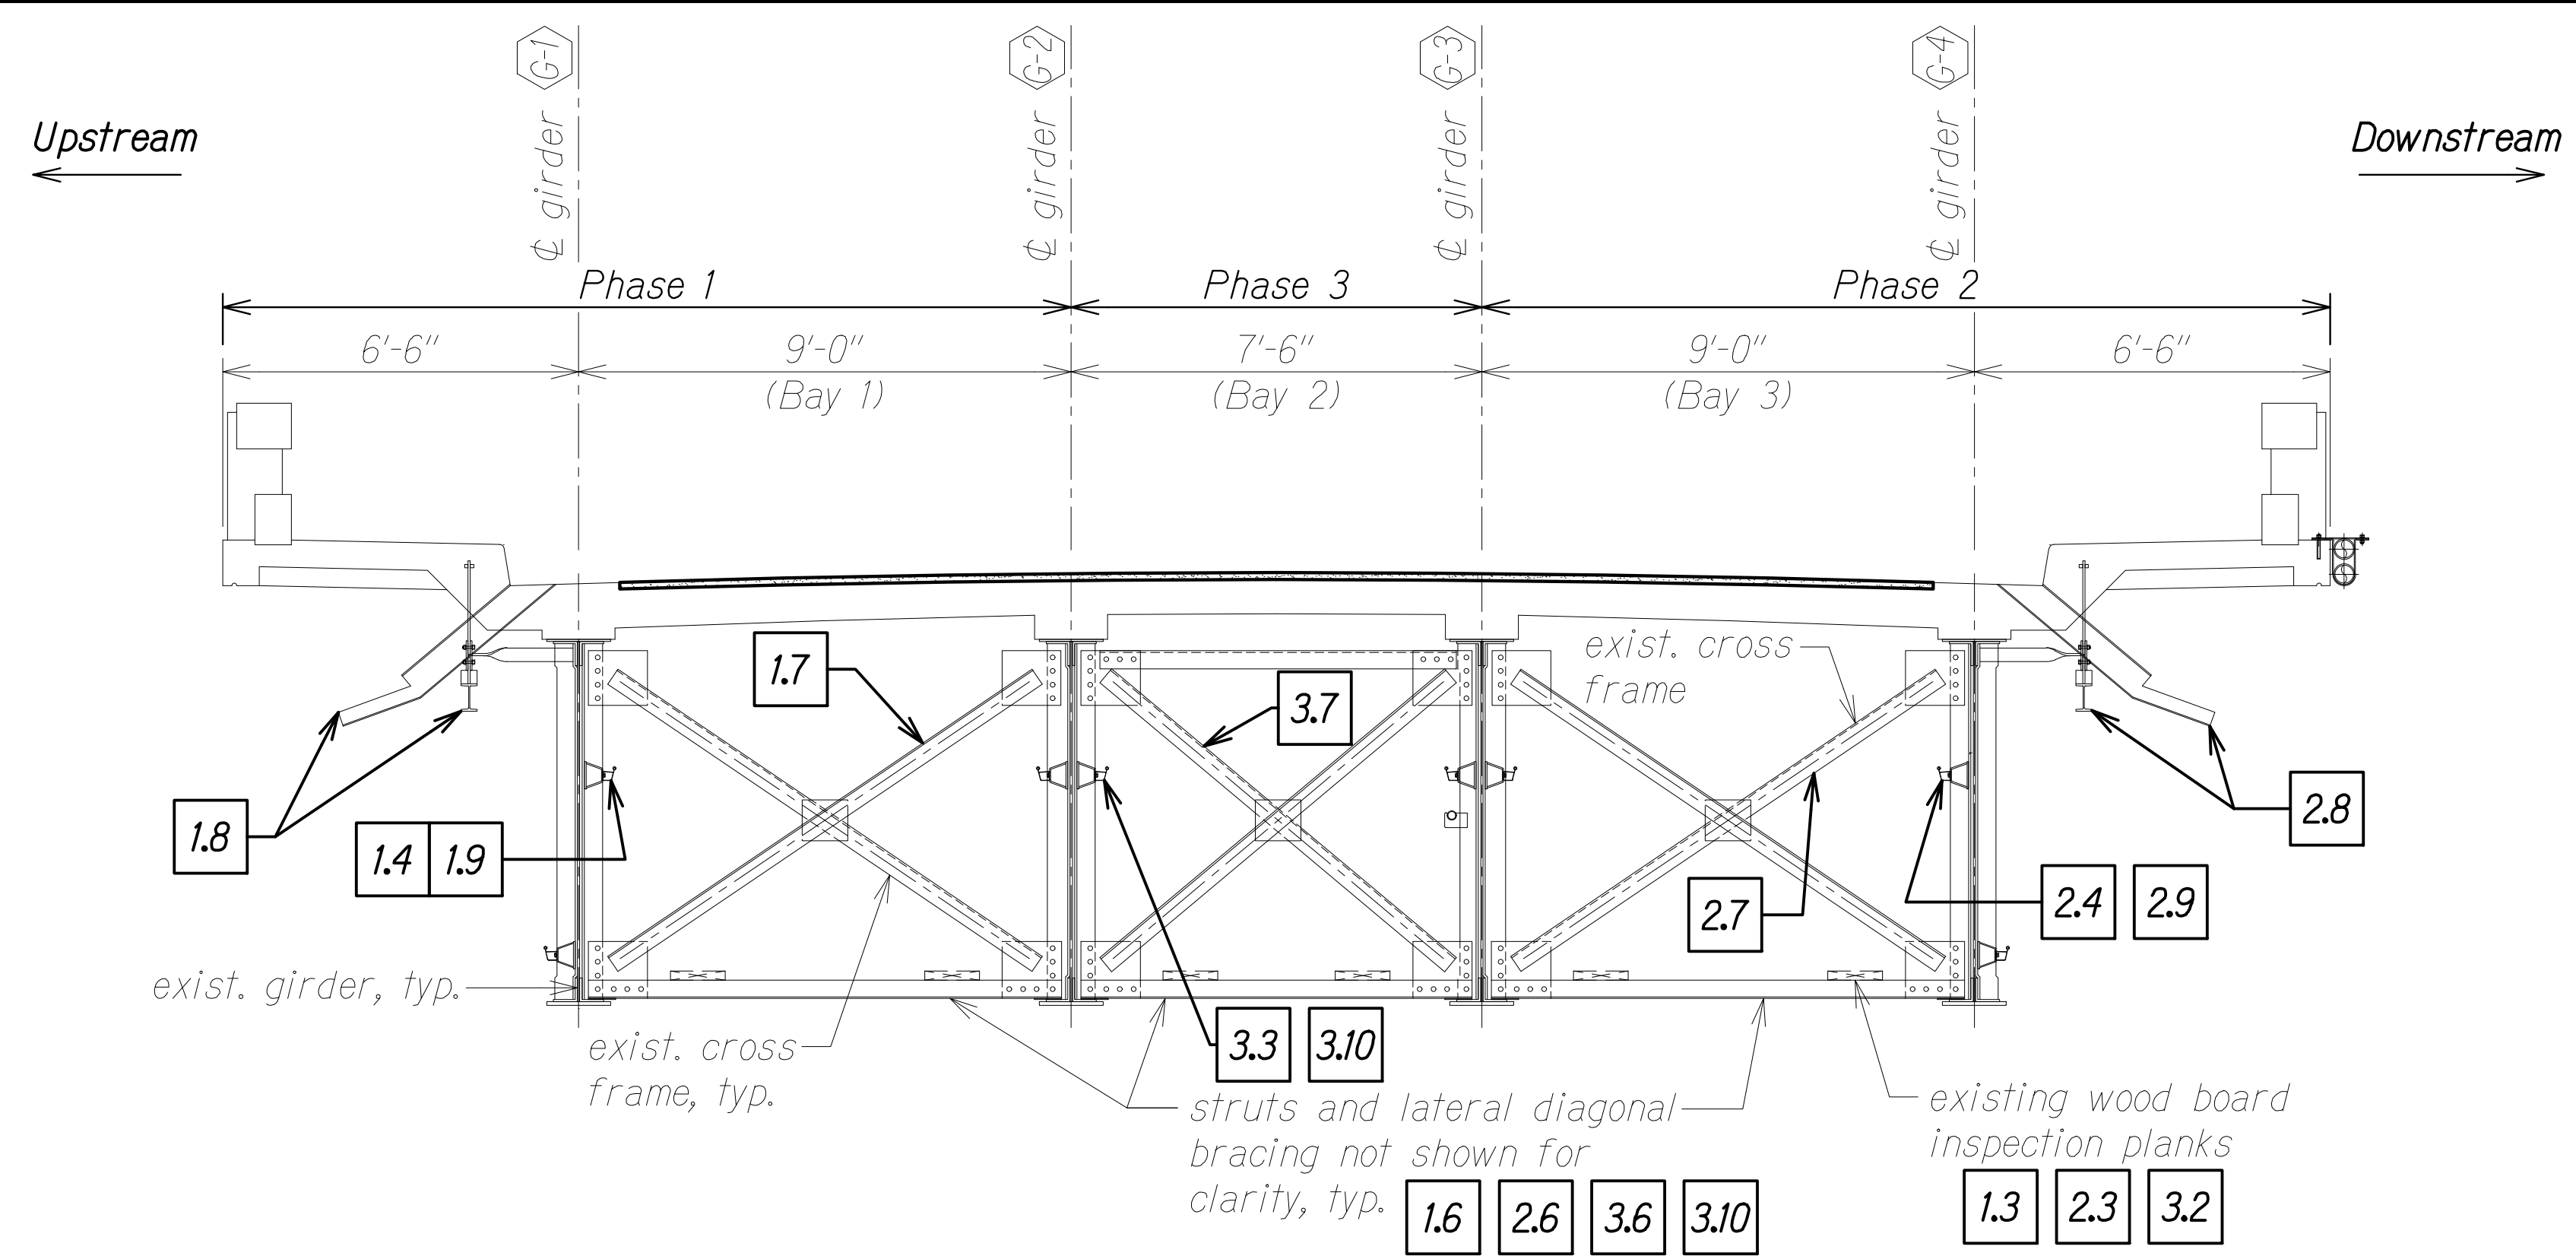 G-1
G-2
G-3
G-4
℄ girder
℄ girder
℄ girder
℄ girder
Upstream
Downstream
Phase 1
Phase 3
Phase 2
6'-6"
9'-0"
7'-6"
9'-0"
6'-6"
(Bay 1)
(Bay 2)
(Bay 3)
exist. cross
frame
1.7
3.7
1.8
2.8
1.4 1.9
2.7
2.4 2.9
exist. girder, typ.
exist. cross
frame, typ.
3.3 3.10
struts and lateral diagonal
bracing not shown for
clarity, typ.
1.6 2.6 3.6 3.10
existing wood board
inspection planks
1.3 2.3 3.2